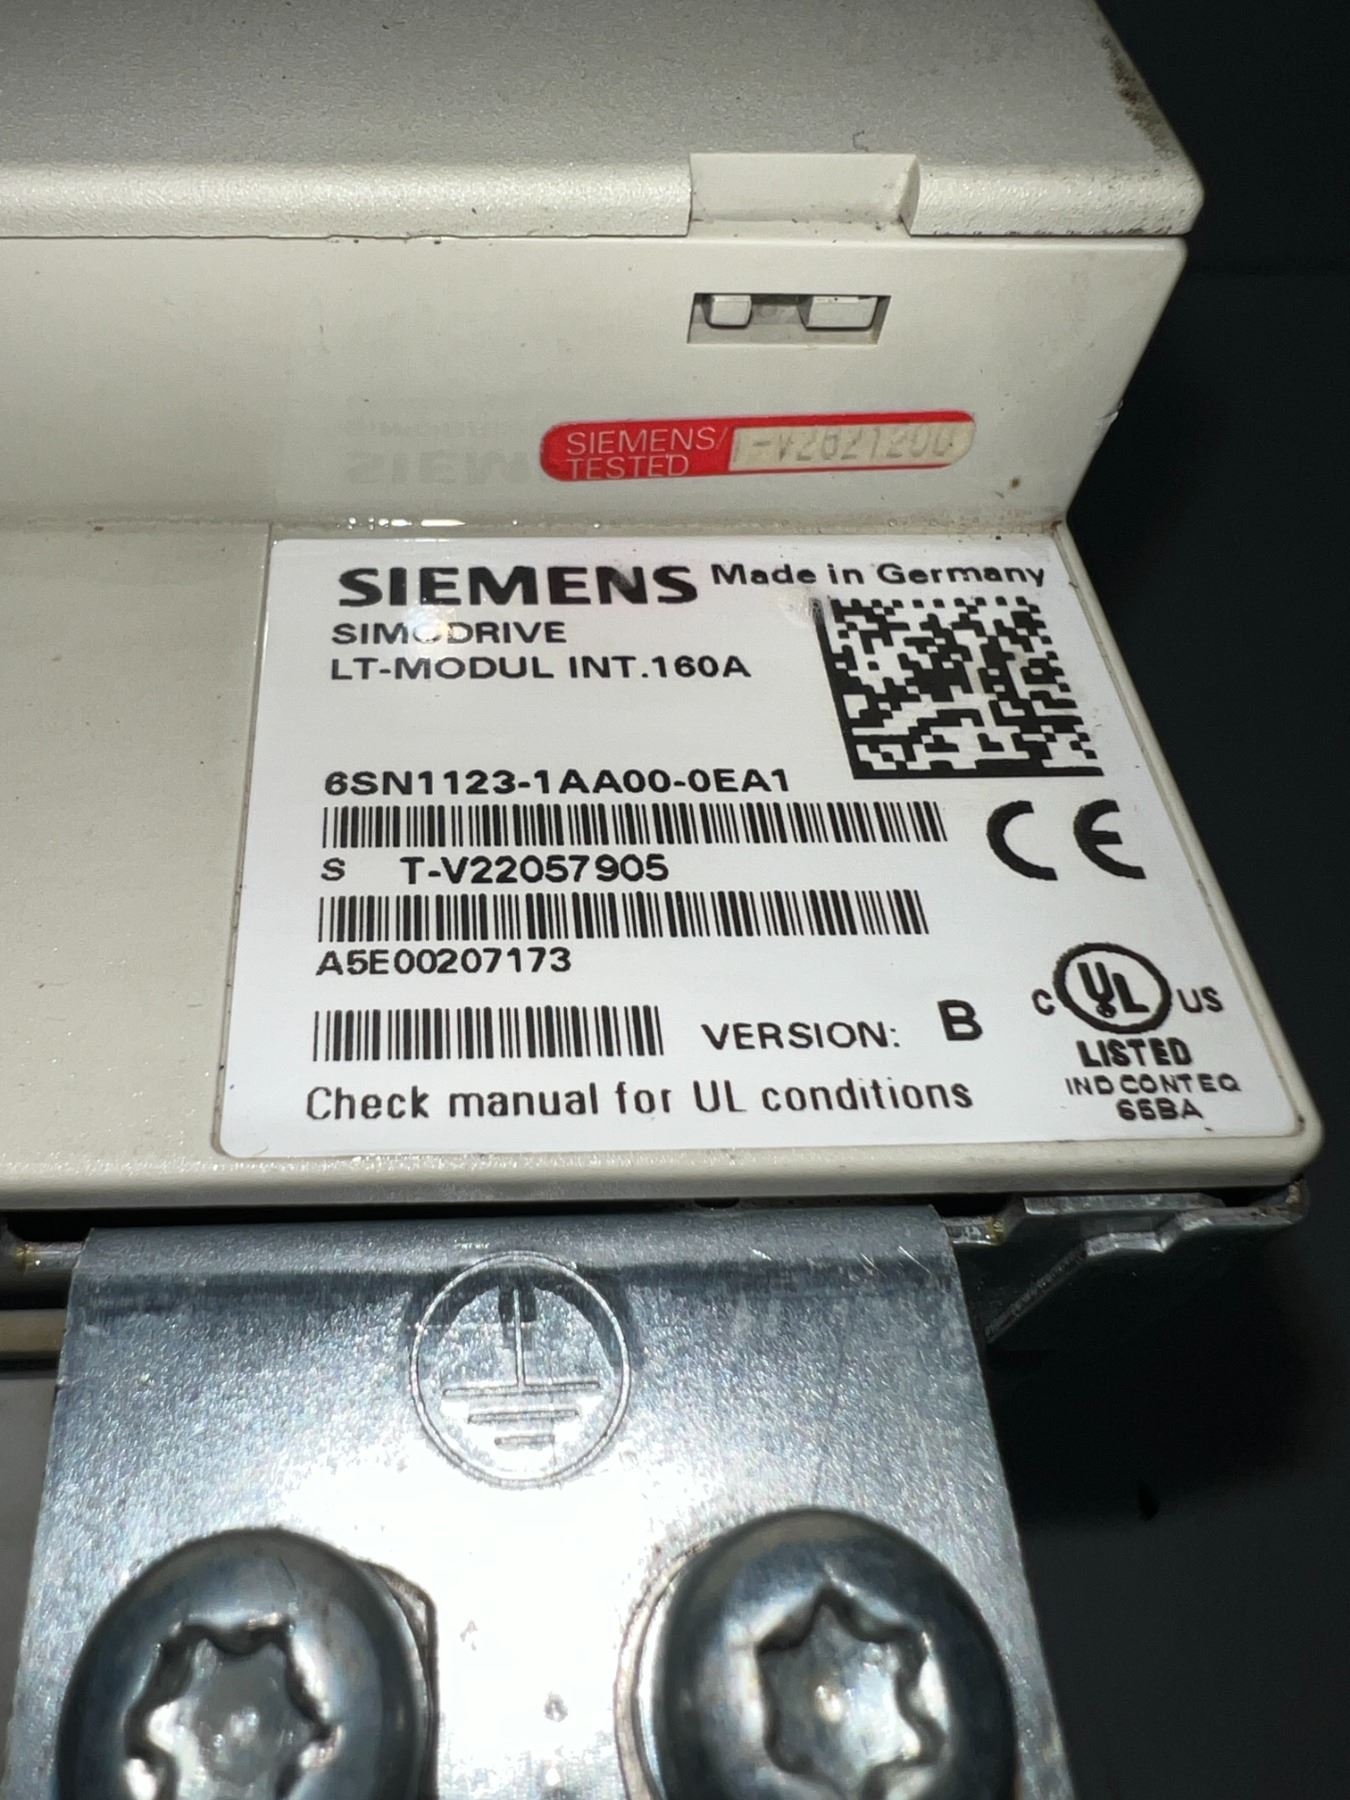 SIEMENS/
TESTED
SIEMENS Made in Germany
SIMODRIVE
LT-MODUL INT.160A
6SN1123-1AA00-0EA1
S T-V22057905
A5E00207173
VERSION: B
C UL US
LISTED
IND CONT EQ
65BA
Check manual for UL conditions